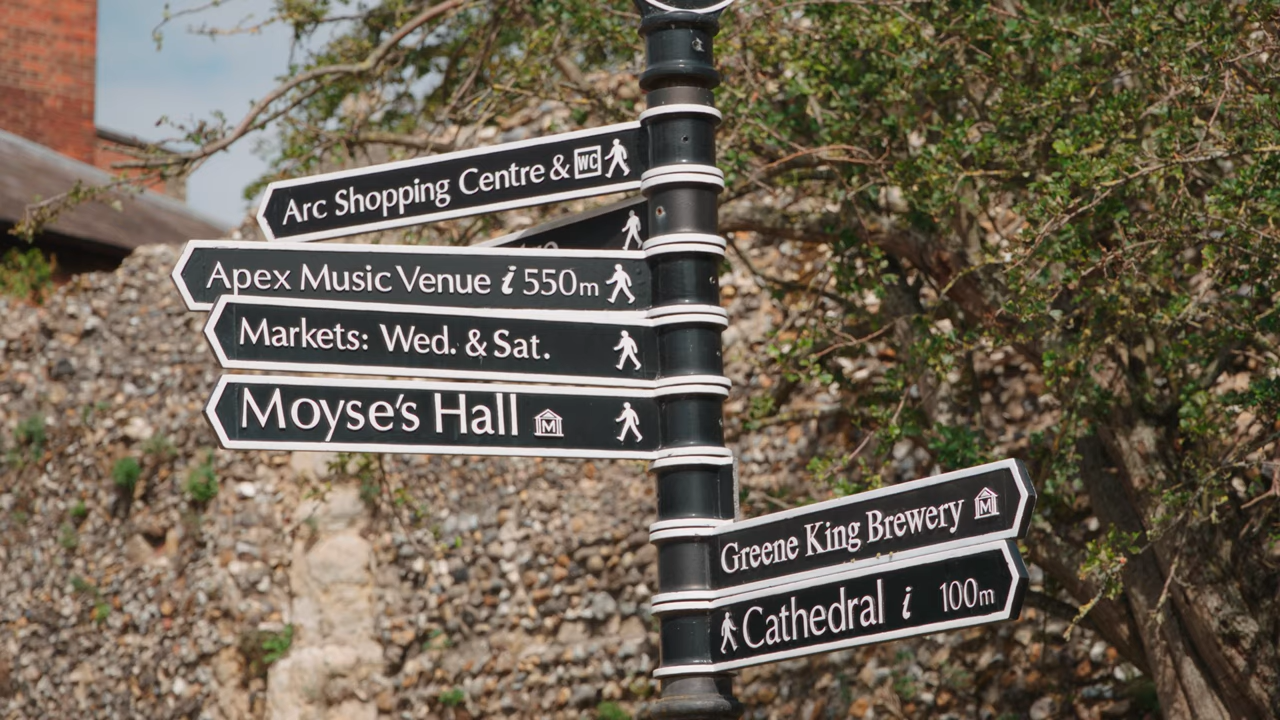 Arc Shopping Centre & WC
Apex Music Venue i 550m
Markets: Wed. & Sat.
Moyse's Hall M
Greene King Brewery M
Cathedral i 100m